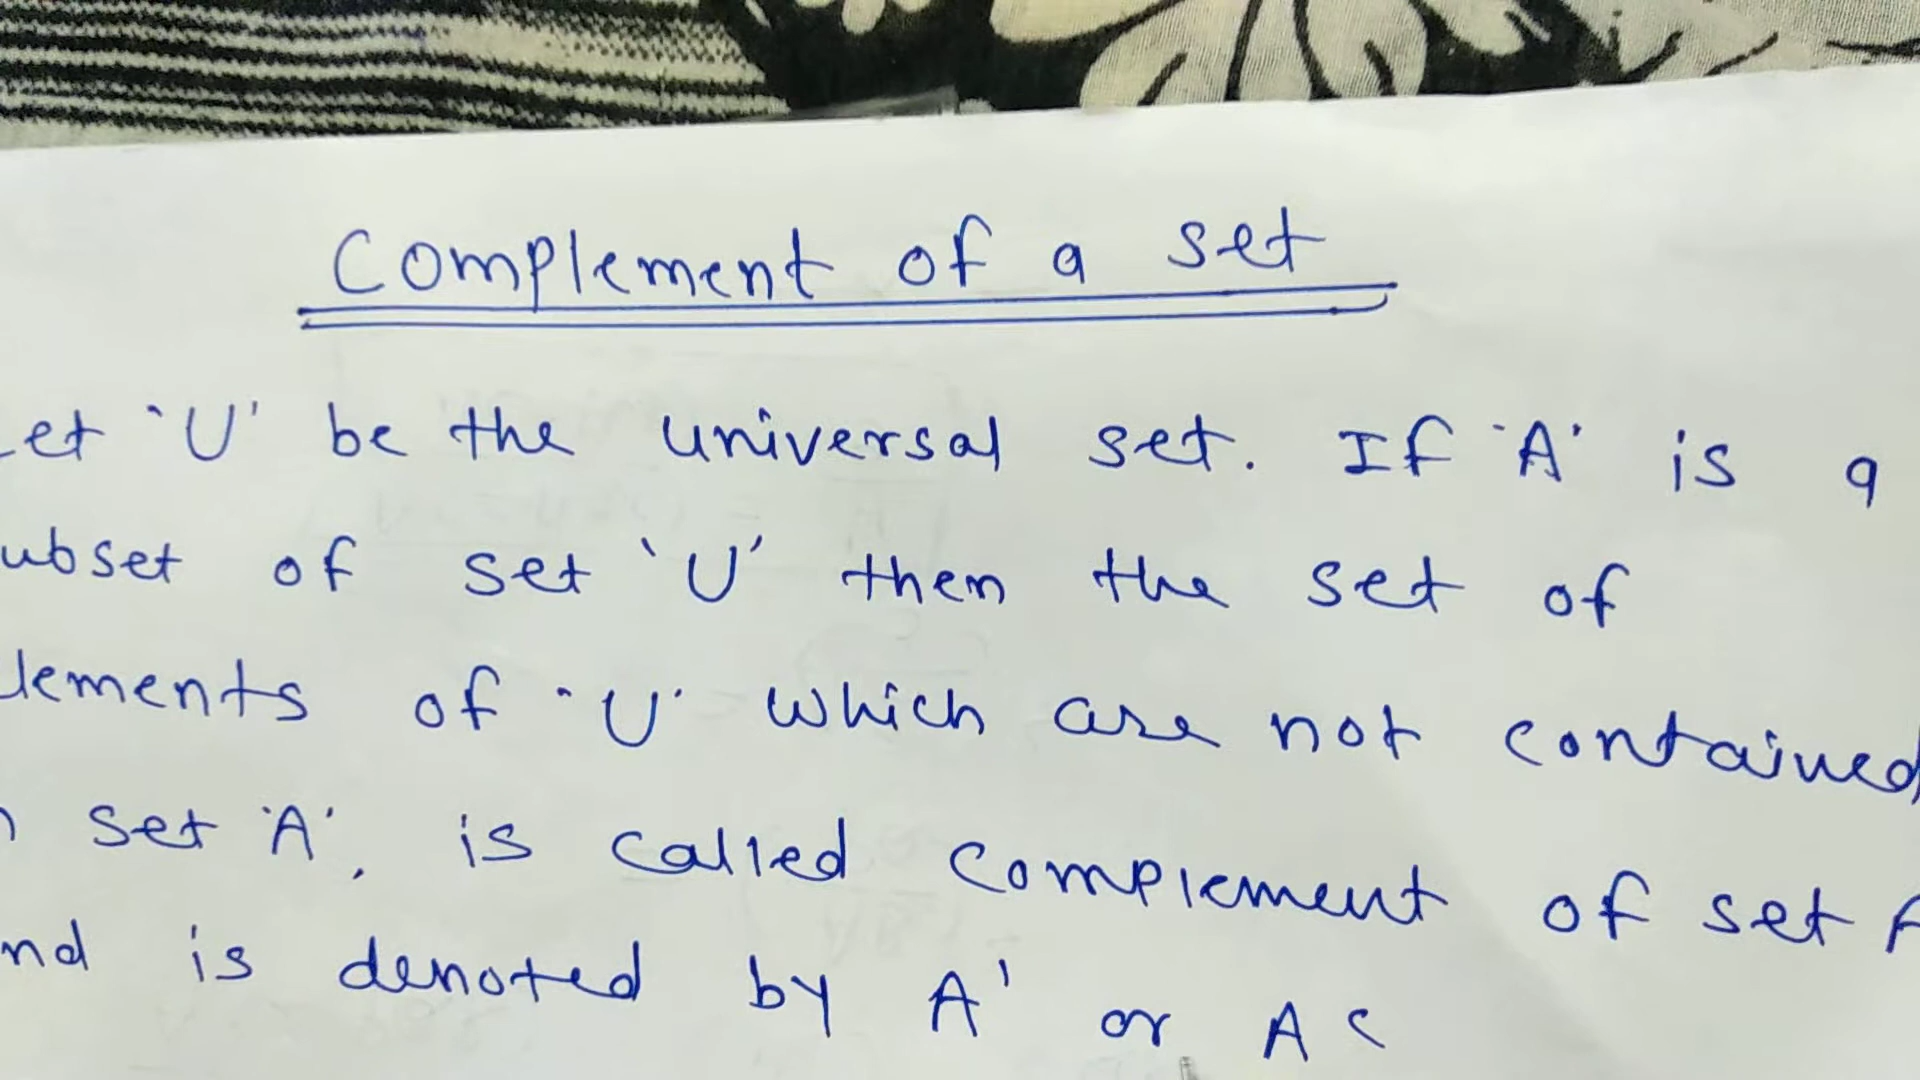 Complement of a set
Let 'U' be the universal set. If 'A' is a
ubset of set 'U' then the set of
lements of 'U' which are not contained
n set 'A', is called complement of set A
nd is denoted by A' or Ac